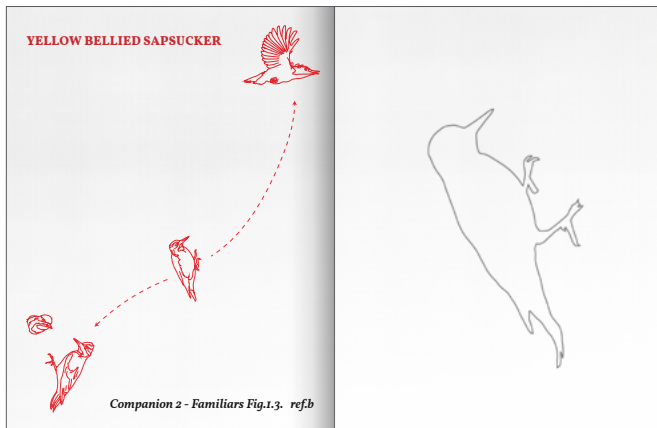 YELLOW BELLIED SAPSUCKER
Companion 2 - Familiars Fig.1.3. ref.b